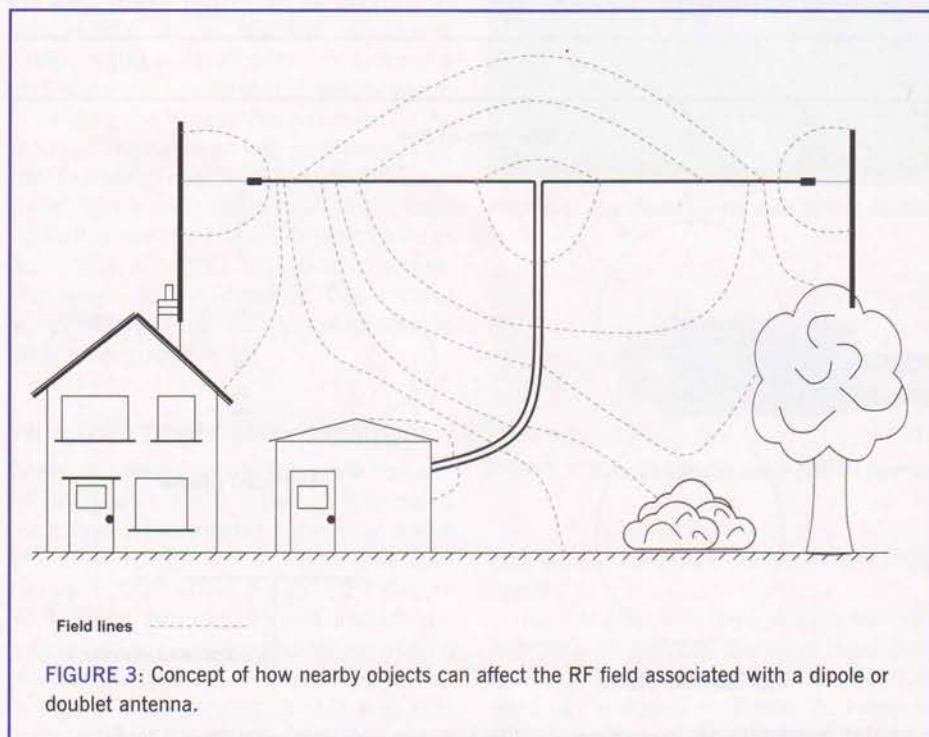 Field lines
FIGURE 3: Concept of how nearby objects can affect the RF field associated with a dipole or
doublet antenna.